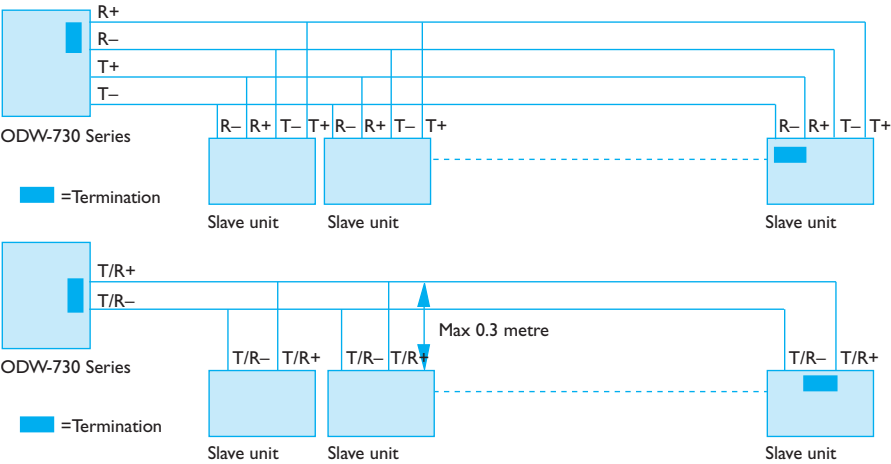 R+
R–
T+
T–
R– R+ T– T+ R– R+ T– T+ R– R+ T– T+
ODW-730 Series
=Termination
Slave unit Slave unit Slave unit
T/R+
T/R–
Max 0.3 metre
T/R– T/R+ T/R– T/R+ T/R– T/R+
ODW-730 Series
=Termination
Slave unit Slave unit Slave unit